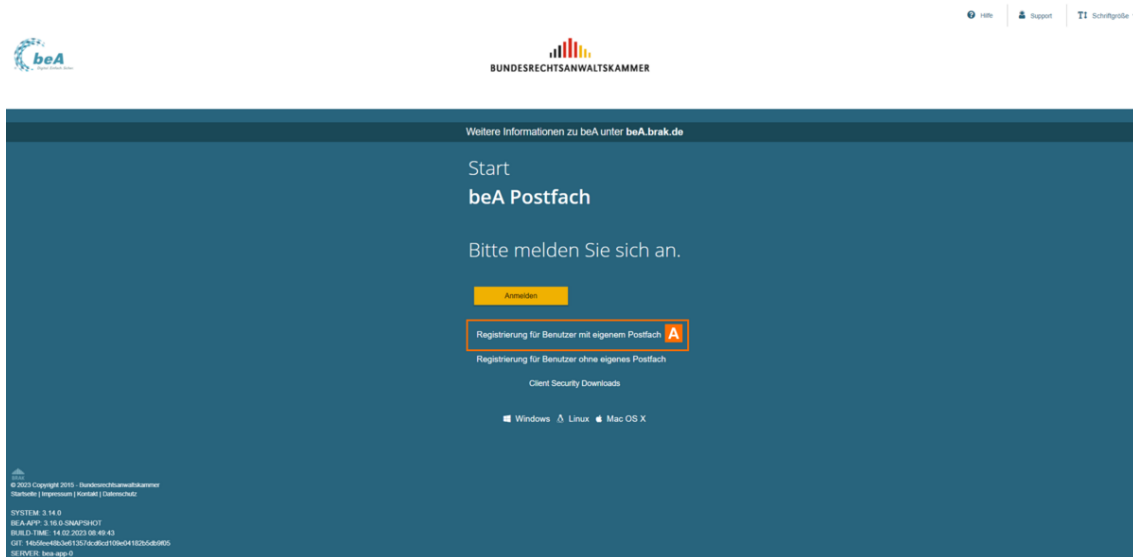 Hilfe
Support
Schriftgröße
beA
BUNDESRECHTSANWALTSKAMMER
Weitere Informationen zu beA unter beA.brak.de
Start
beA Postfach
Bitte melden Sie sich an.
Anmelden
Registrierung für Benutzer mit eigenem Postfach A
Registrierung für Benutzer ohne eigenes Postfach
Client Security Downloads
Windows Linux Mac OS X
BRAK
© 2023 Copyright 2015 - Bundesrechtsanwaltskammer
Startseite | Impressum | Kontakt | Datenschutz
SYSTEM: 3.14.0
BEA-APP: 3.16.0-SNAPSHOT
BUILD-TIME: 14.02.2023 08:49:43
GIT:
SERVER: bea-app-0